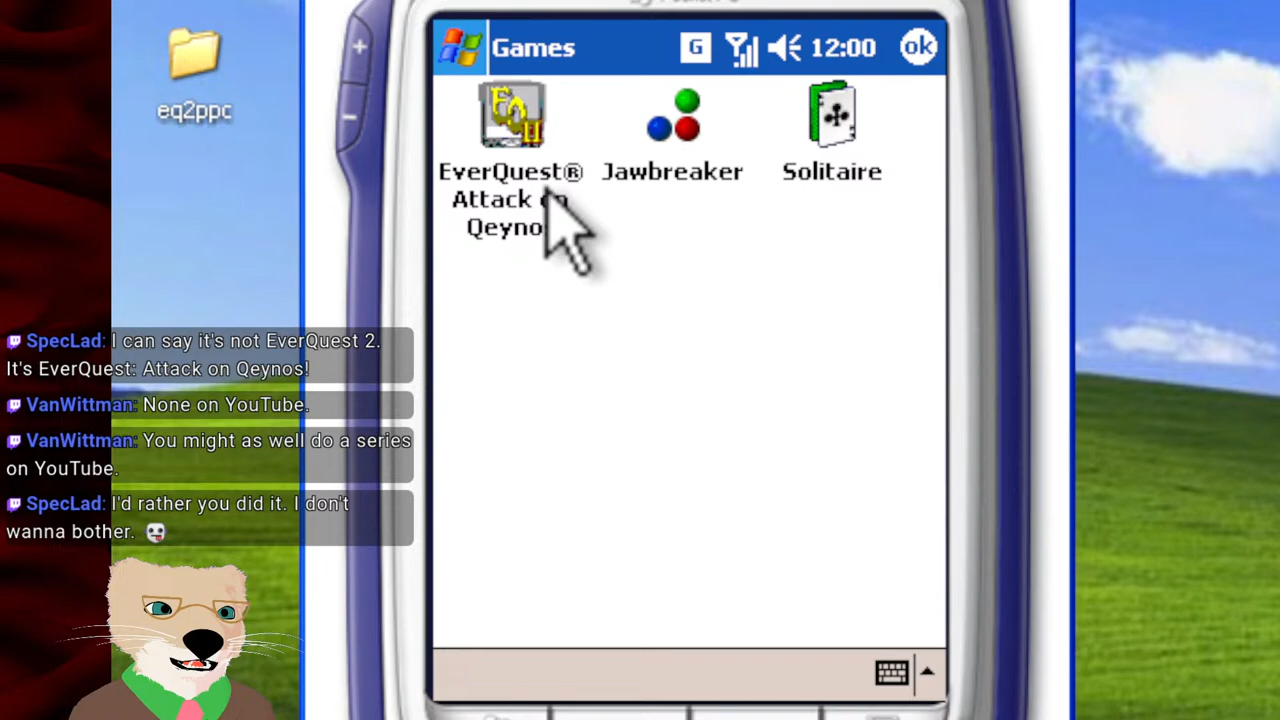 Games
G
12:00
ok
eq2ppc
EverQuest®
Attack on
Qeynos
Jawbreaker
Solitaire
SpecLad: I can say it's not EverQuest 2.
It's EverQuest: Attack on Qeynos!
VanWittman: None on YouTube.
VanWittman: You might as well do a series
on YouTube.
SpecLad: I'd rather you did it. I don't
wanna bother.